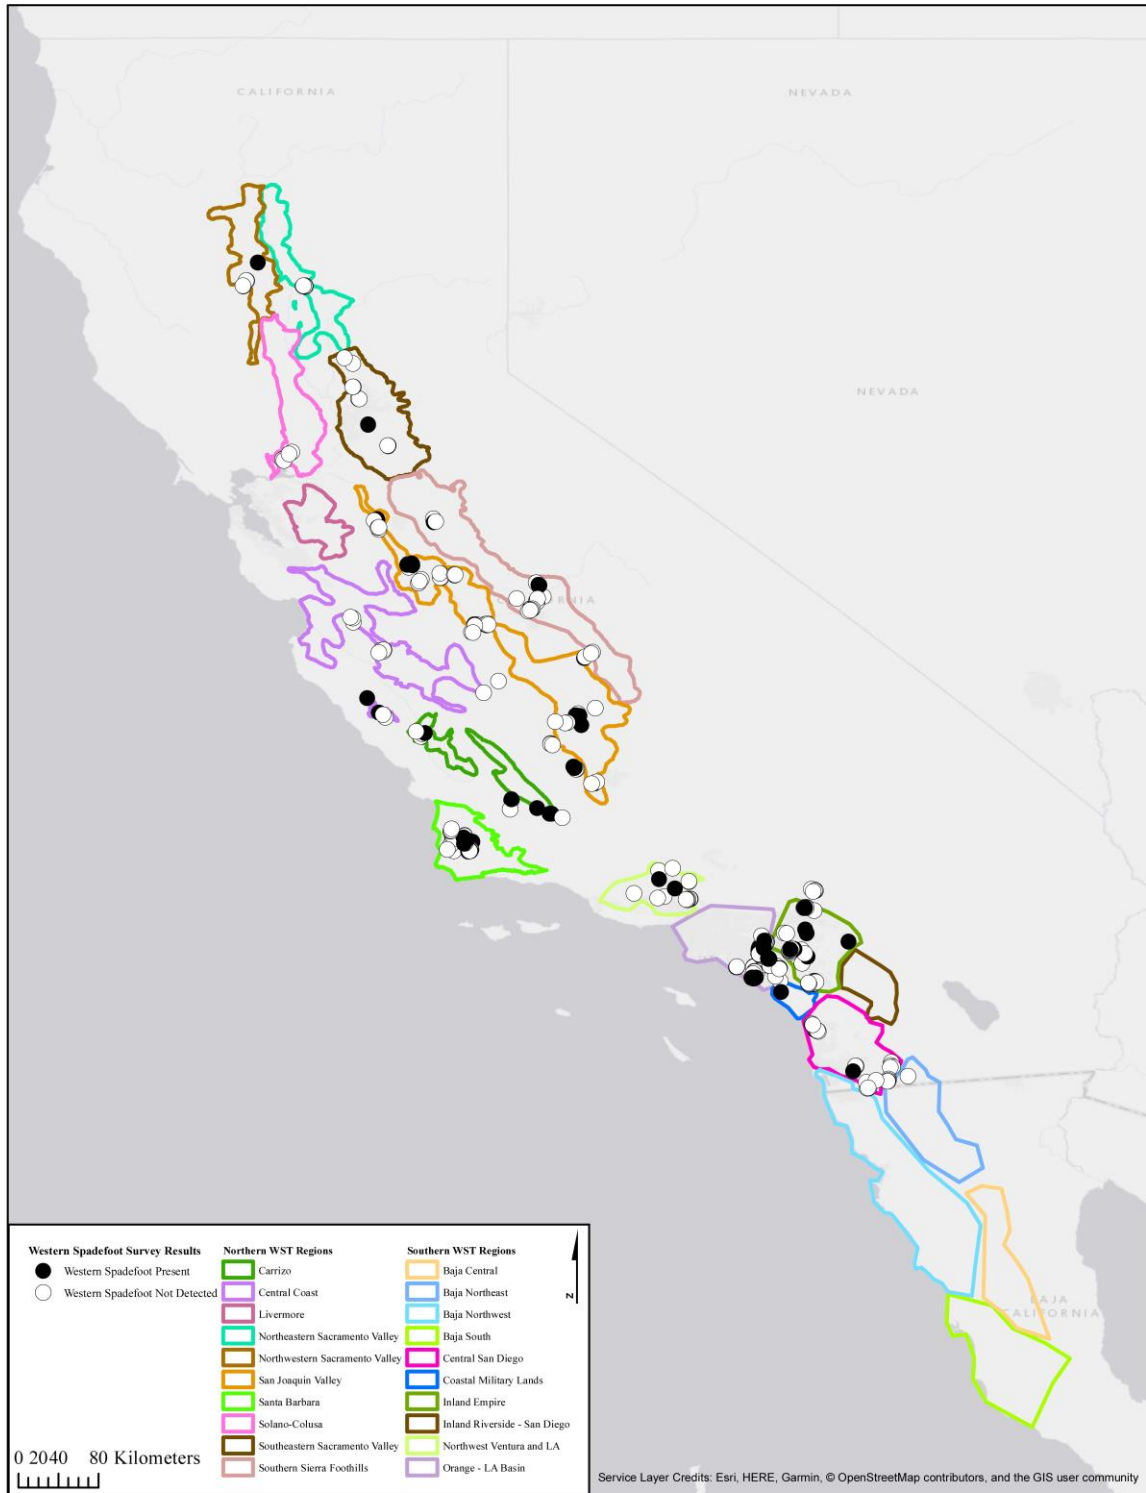 CALIFORNIA
NEVADA
NEVADA
CALIFORNIA
BAJA
CALIFORNIA
Western Spadefoot Survey Results
Western Spadefoot Present
Western Spadefoot Not Detected
Northern WST Regions
Carrizo
Central Coast
Livermore
Northeastern Sacramento Valley
Northwestern Sacramento Valley
San Joaquin Valley
Santa Barbara
Solano-Colusa
Southeastern Sacramento Valley
Southern Sierra Foothills
Southern WST Regions
Baja Central
Baja Northeast
Baja Northwest
Baja South
Central San Diego
Coastal Military Lands
Inland Empire
Inland Riverside - San Diego
Northwest Ventura and LA
Orange - LA Basin
N
0 2040 80 Kilometers
Service Layer Credits: Esri, HERE, Garmin, © OpenStreetMap contributors, and the GIS user community